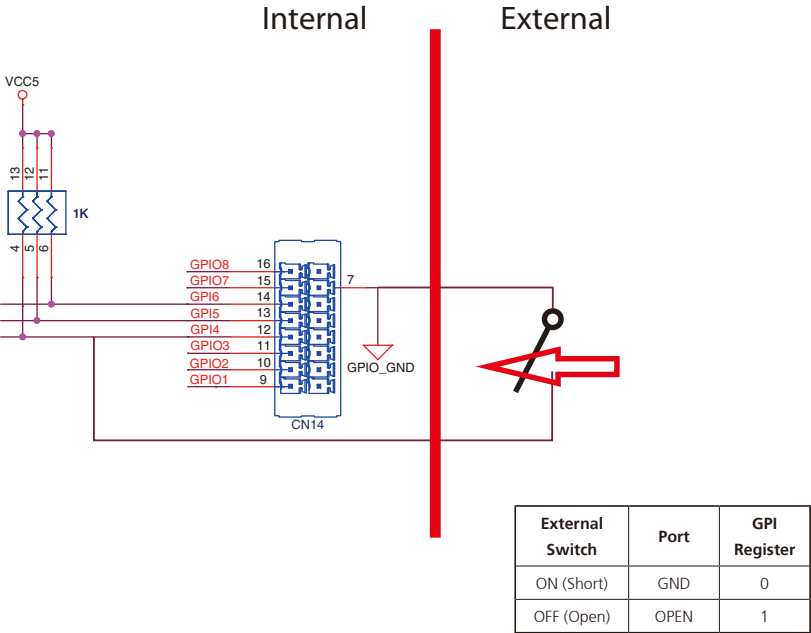 Internal
External
VCC5
13
12
11
1K
4
5
6
GPIO8 16
GPIO7 15
GPI6 14
GPI5 13
GPI4 12
GPIO3 11
GPIO2 10
GPIO1 9
7
GPIO_GND
CN14
External Switch Port GPI Register
ON (Short) GND 0
OFF (Open) OPEN 1